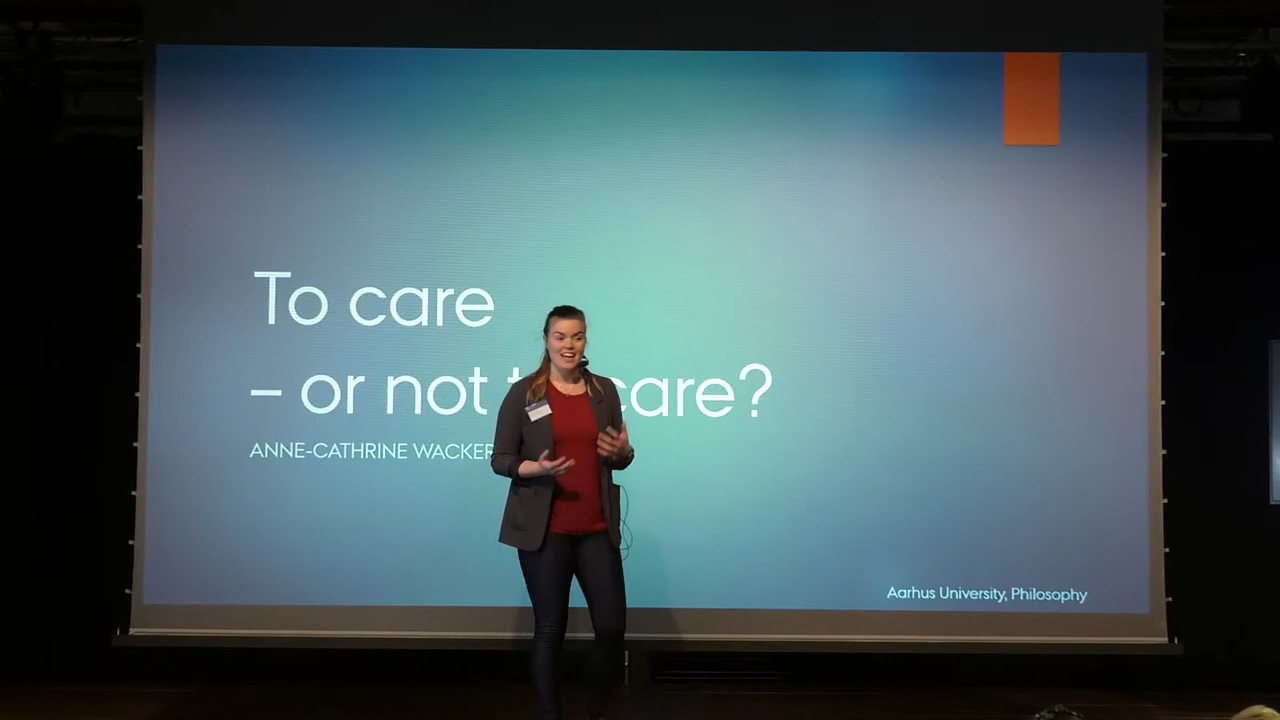 To care
– or not care?
ANNE-CATHRINE WACKER
Aarhus University, Philosophy